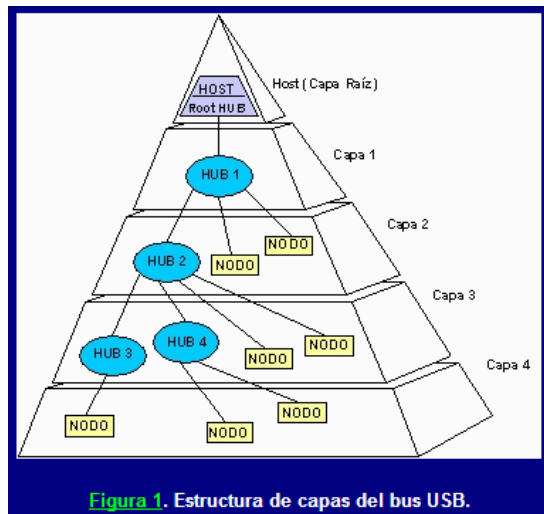 HOST
Root HUB
Host (Capa Raíz)
Capa 1
HUB 1
Capa 2
NODO
NODO
HUB 2
Capa 3
HUB 3
HUB 4
NODO
NODO
Capa 4
NODO
NODO
NODO
Figura 1. Estructura de capas del bus USB.